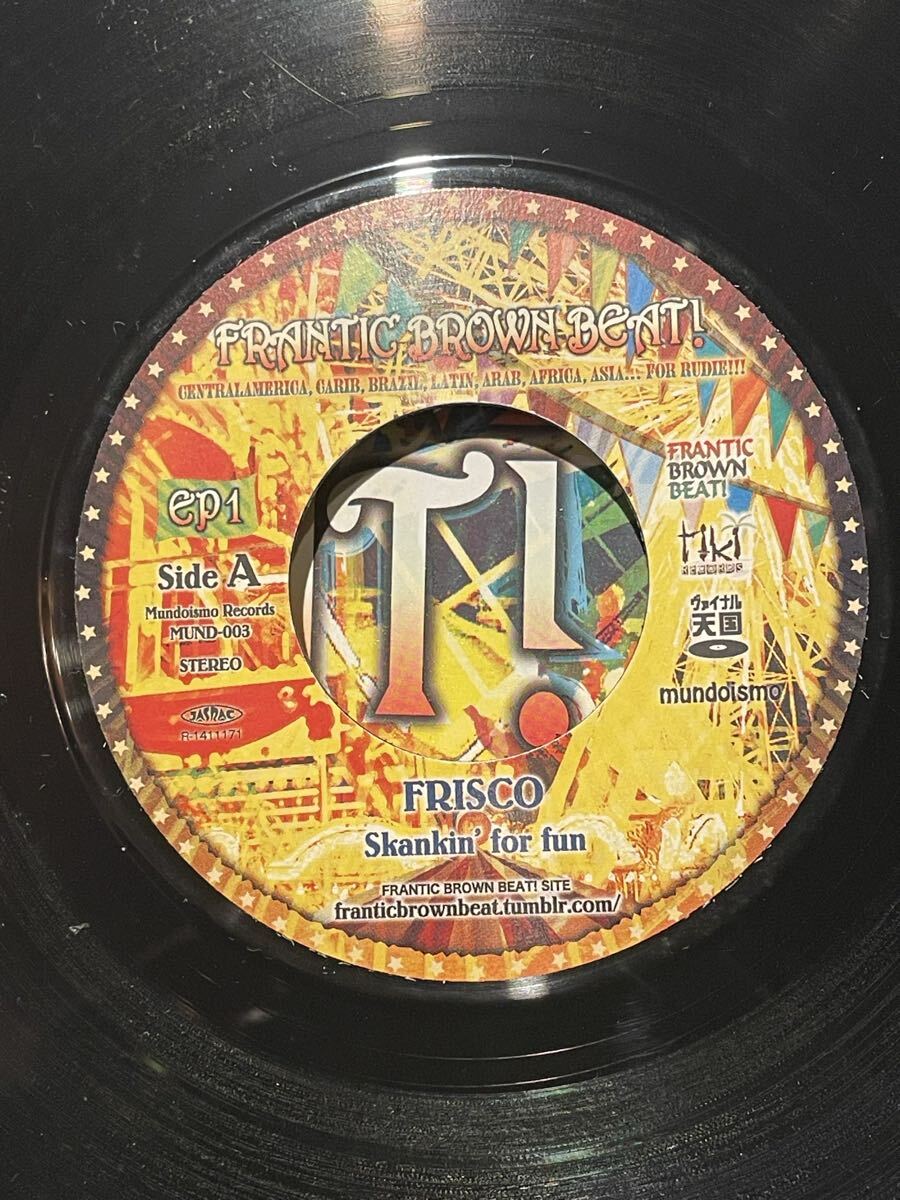 FRANTIC BROWN BEAT!
CENTRALAMERICA, CARIB, BRAZIL, LATIN, ARAB, AFRICA, ASIA... FOR RUDIE!!!
EP1
Side A
Mundoismo Records
MUND-003
STEREO
JASRAC
R-1411171
T!
FRANTIC
BROWN
BEAT!
TIKI
RECORDS
ヴァイナル
天国
mundoismo
FRISCO
Skankin' for fun
FRANTIC BROWN BEAT! SITE
franticbrownbeat.tumblr.com/